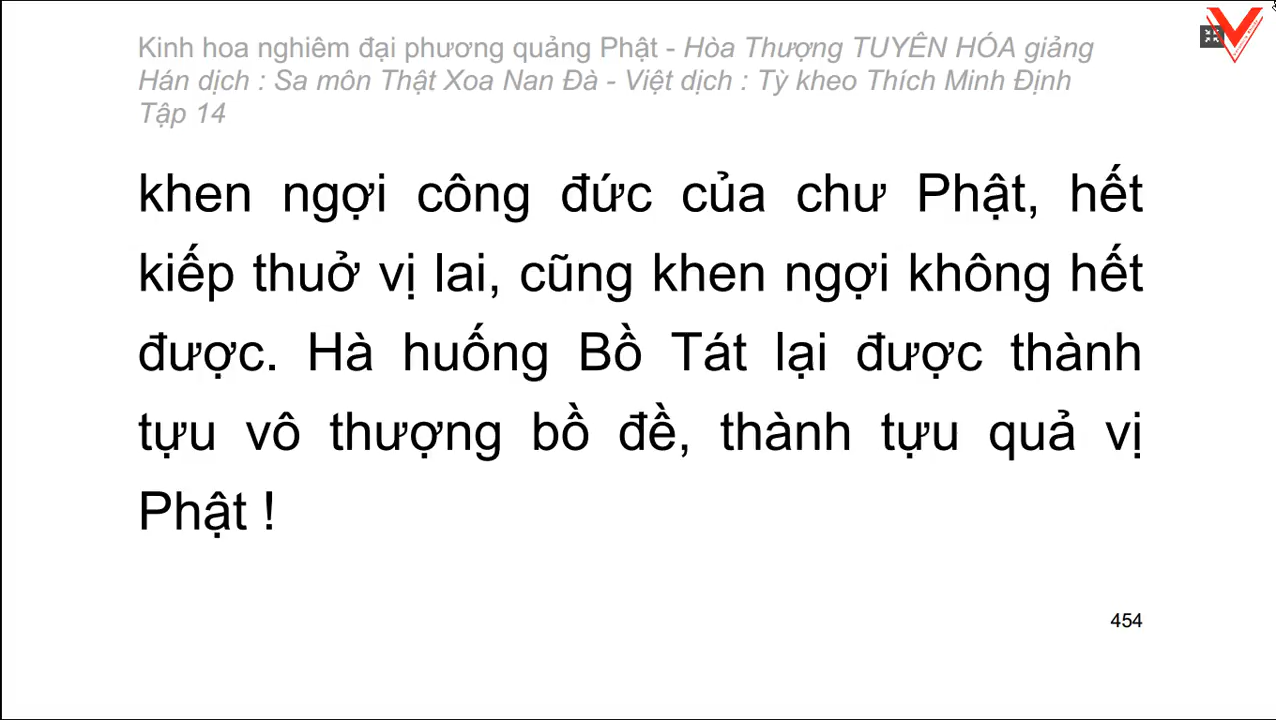 Kinh hoa nghiêm đại phương quảng Phật - Hòa Thượng TUYÊN HÓA giảng
Hán dịch : Sa môn Thật Xoa Nan Đà - Việt dịch : Tỳ kheo Thích Minh Định
Tập 14
khen ngợi công đức của chư Phật, hết
kiếp thuở vị lai, cũng khen ngợi không hết
được. Hà huống Bồ Tát lại được thành
tựu vô thượng bồ đề, thành tựu quả vị
Phật !
454